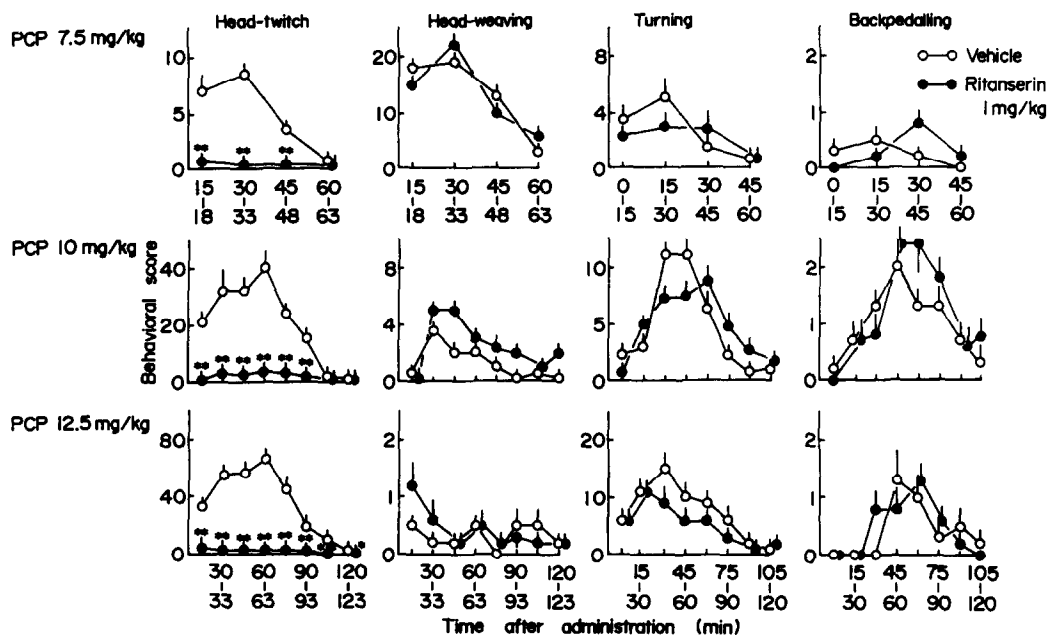 Head-twitch Head-weaving Turning Backpedalling
PCP 7.5 mg/kg
Vehicle
Ritanserin
1 mg/kg
10 20 8 2
5 10 4 1
** ** **
0 0 0 0
15 30 45 60 15 30 45 60 0 15 30 45 0 15 30 45
18 33 48 63 18 33 48 63 15 30 45 60 15 30 45 60
PCP 10 mg/kg
Behavioral score
40 8 10 2
20 4 5 1
** ** ** ** ** **
0 0 0 0
PCP 12.5 mg/kg
80 2 20 2
40 1 10 1
** ** ** ** ** ** * *
0 0 0 0
30 60 90 120 30 60 90 120 15 45 75 105 15 45 75 105
33 63 93 123 33 63 93 123 30 60 90 120 30 60 90 120
Time after administration (min)